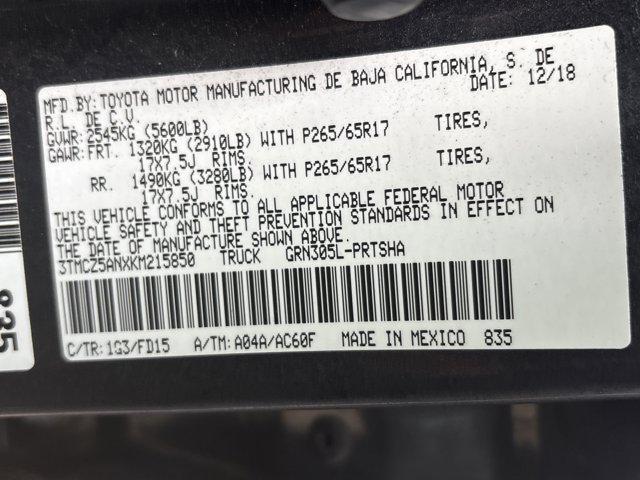 MFD.BY: TOYOTA MOTOR MANUFACTURING DE BAJA CALIFORNIA, S. DE
R.L. DE C.V. DATE: 12/18
GVWR: 2545KG (5600LB)
GAWR: FRT. 1320KG (2910LB) WITH P265/65R17 TIRES,
17X7.5J RIMS.
RR. 1490KG (3280LB) WITH P265/65R17 TIRES,
17X7.5J RIMS.
THIS VEHICLE CONFORMS TO ALL APPLICABLE FEDERAL MOTOR
VEHICLE SAFETY AND THEFT PREVENTION STANDARDS IN EFFECT ON
THE DATE OF MANUFACTURE SHOWN ABOVE.
3TMCZ5ANXKM215850 TRUCK GRN305L-PRTSHA
C/TR: 1G3/FD15 A/TM: A04A/AC60F MADE IN MEXICO 835
835